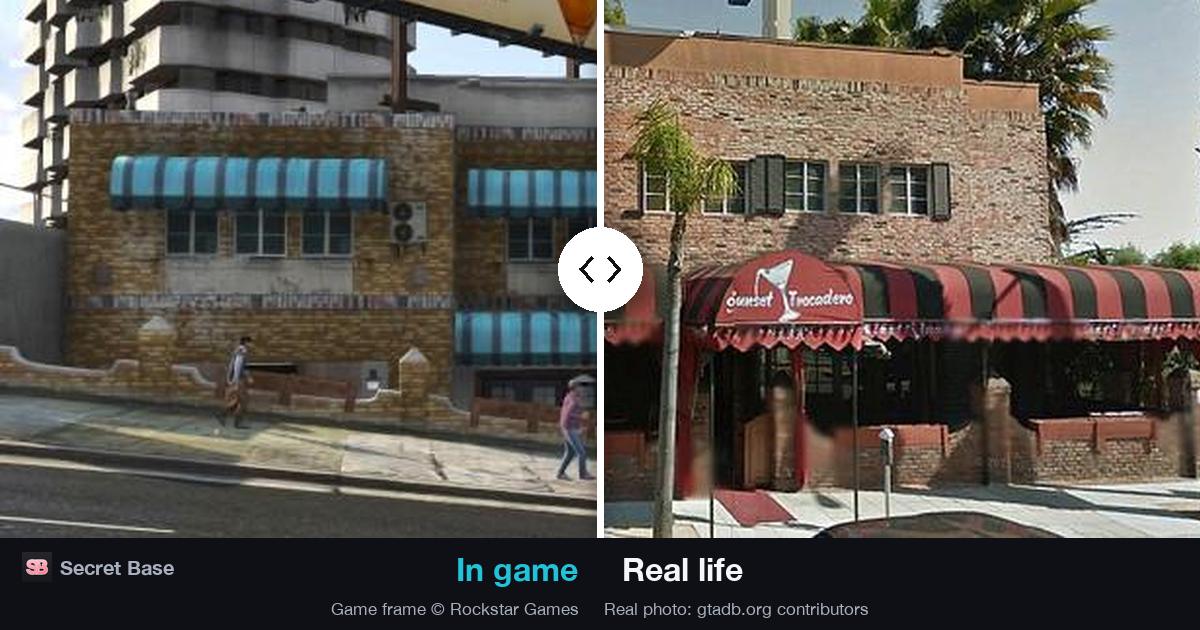 Sunset Trocadero
SB Secret Base
In game
Real life
Game frame © Rockstar Games
Real photo: gtadb.org contributors